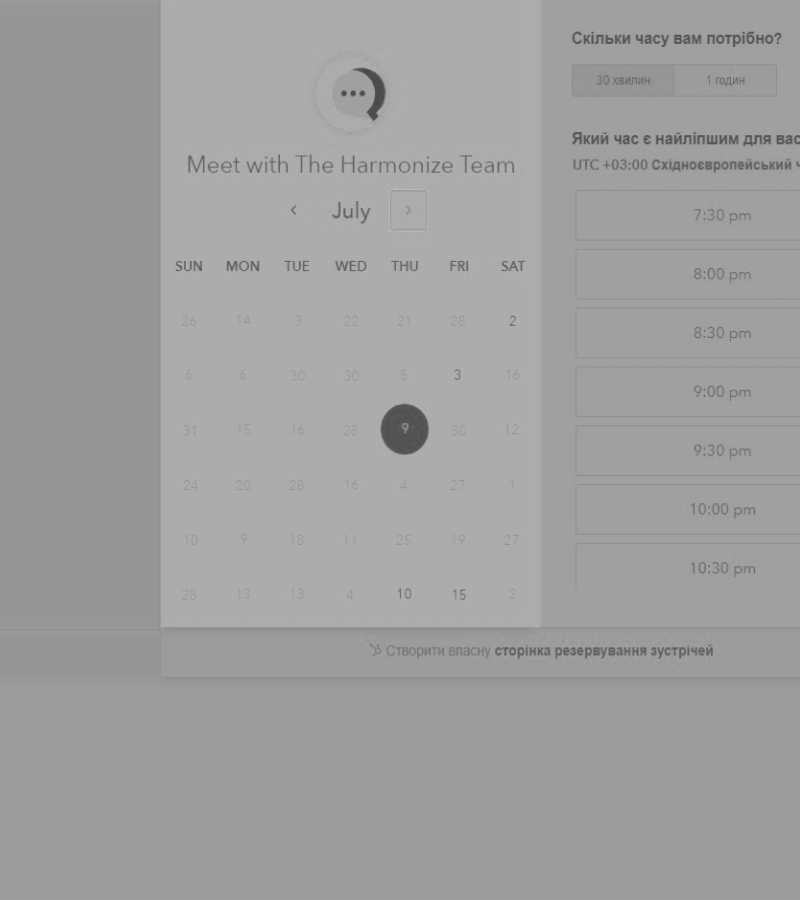 Meet with The Harmonize Team
July
SUN MON TUE WED THU FRI SAT
26 14 3 22 21 28 2
6 6 30 30 5 3 16
31 15 16 28 9 30 12
24 20 28 16 4 27 1
10 9 18 11 25 19 27
28 13 13 4 10 15 2
Скільки часу вам потрібно?
30 хвилин 1 годин
Який час є найліпшим для вас
UTC +03:00 Східноєвропейський ч
7:30 pm
8:00 pm
8:30 pm
9:00 pm
9:30 pm
10:00 pm
10:30 pm
Створити власну сторінка резервування зустрічей